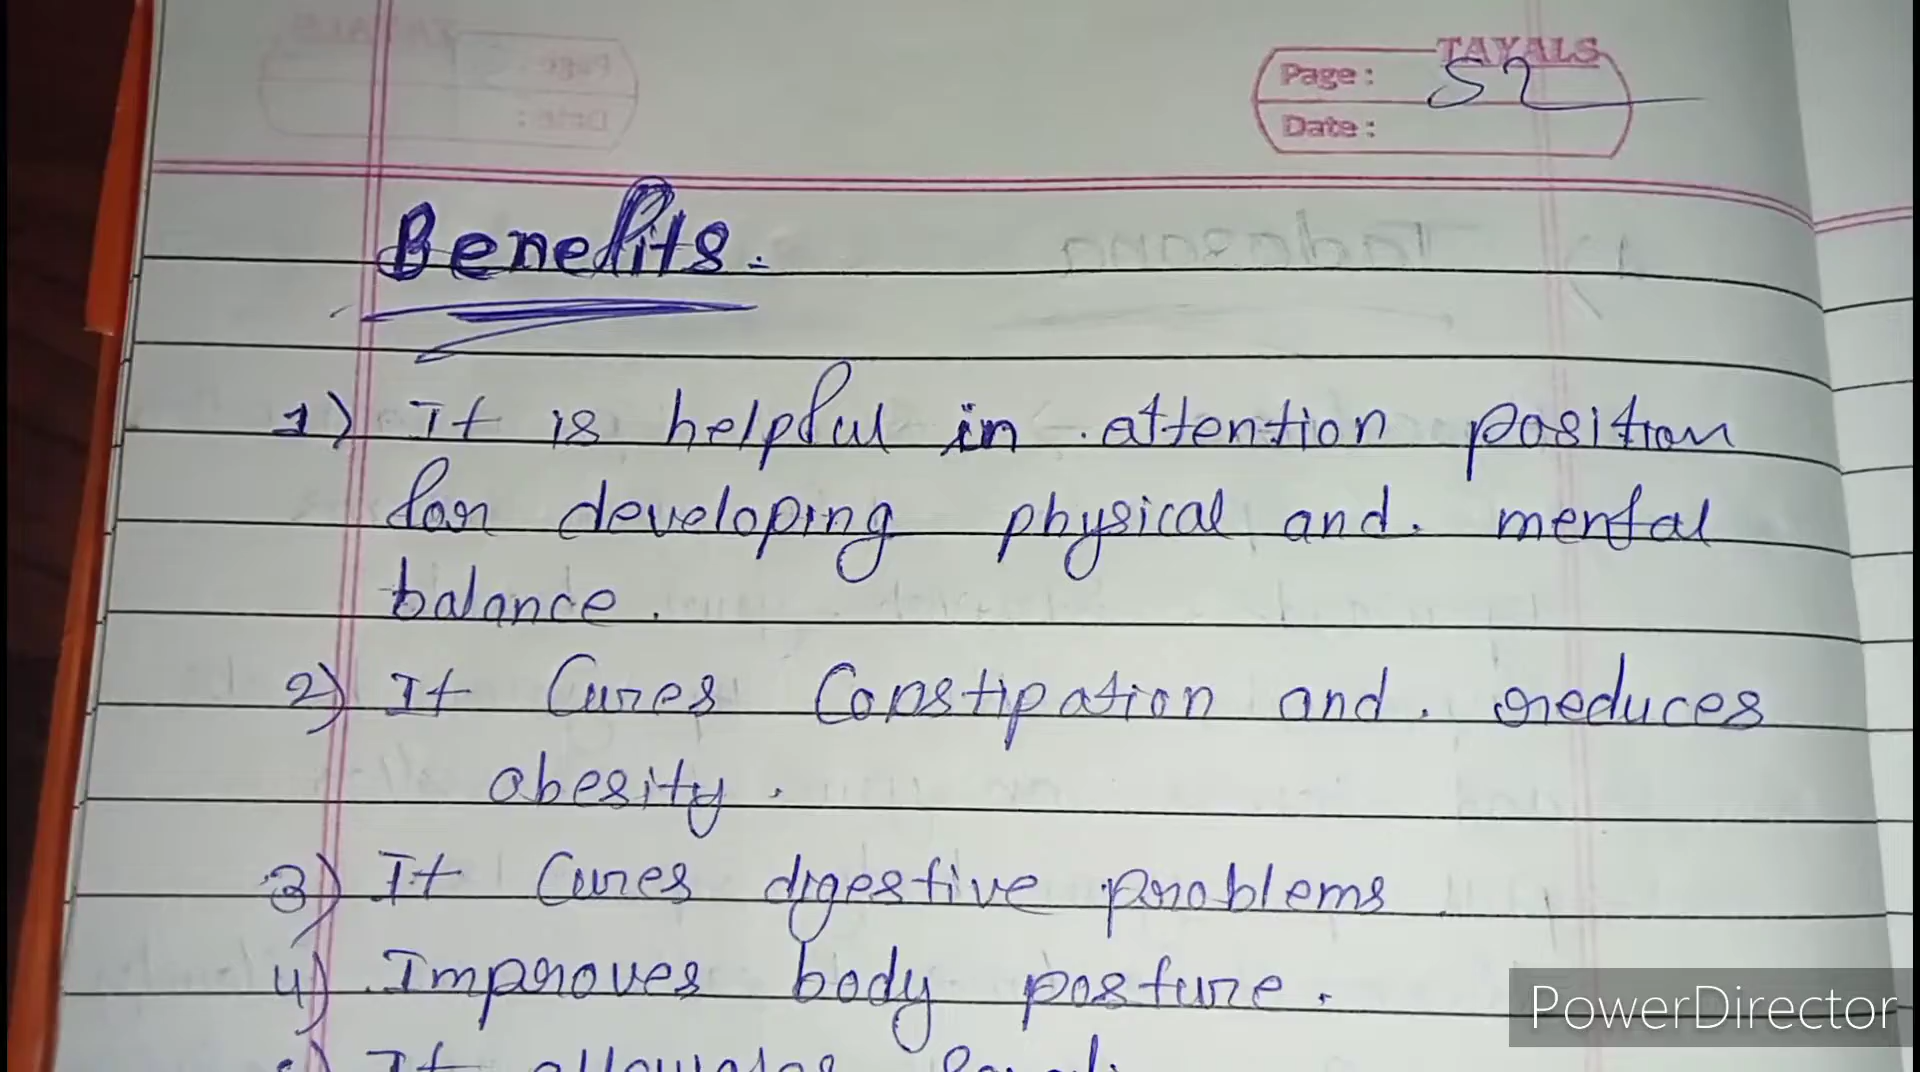 TAYALS
Page: 52
Date:
Benefits.
1) It is helpful in attention position
for developing physical and mental
balance.
2) It Cures Constipation and reduces
obesity.
3) It Cures digestive problems
4) Improves body posture.
It
PowerDirector